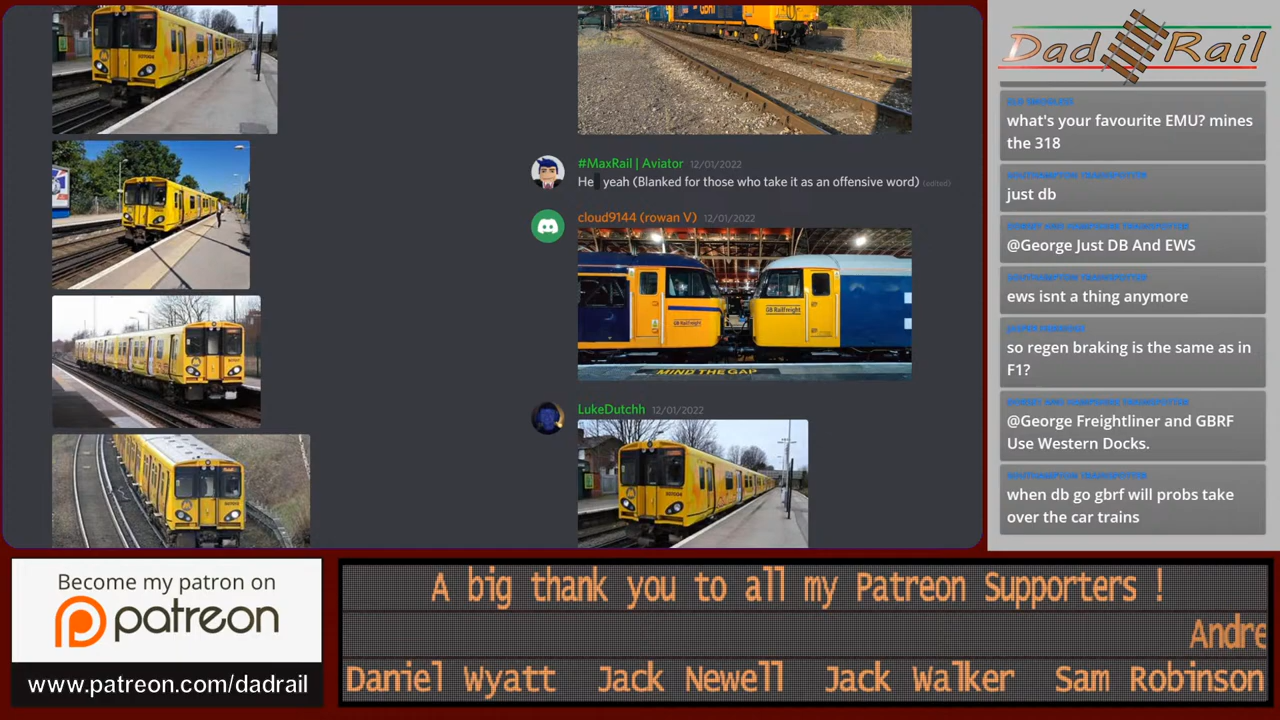 #MaxRail | Aviator 12/01/2022
He yeah (Blanked for those who take it as an offensive word) (edited)
cloud9144 (rowan V) 12/01/2022
GB Railfreight
GB Railfreight
MIND THE GAP
LukeDutchh 12/01/2022
Dad Rail
what's your favourite EMU? mines
the 318
just db
@George Just DB And EWS
ews isnt a thing anymore
so regen braking is the same as in
F1?
@George Freightliner and GBRF
Use Western Docks.
when db go gbrf will probs take
over the car trains
Become my patron on
patreon
www.patreon.com/dadrail
A big thank you to all my Patreon Supporters !
Andre
Daniel Wyatt Jack Newell Jack Walker Sam Robinson